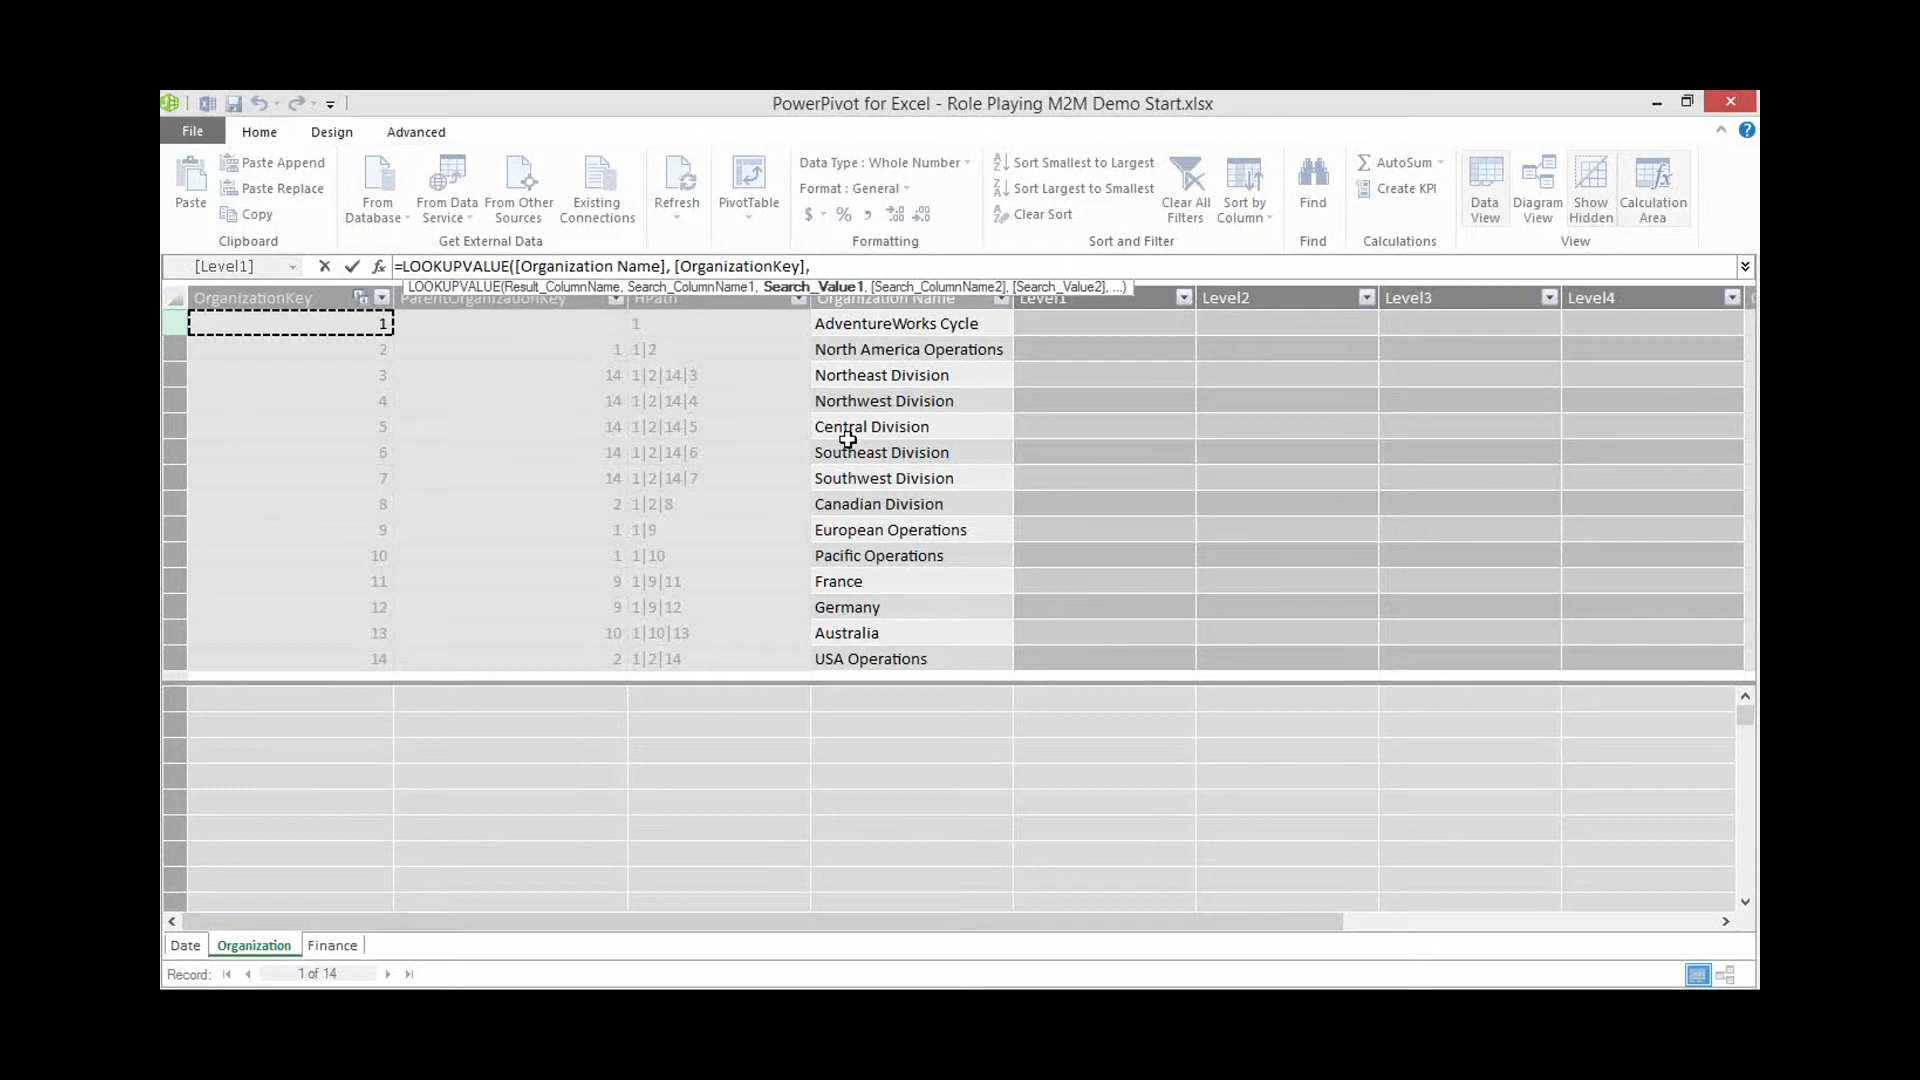 PowerPivot for Excel - Role Playing M2M Demo Start.xlsx
File Home Design Advanced
Paste
Paste Append
Paste Replace
Copy
Clipboard
From Database
From Data Service
From Other Sources
Existing Connections
Get External Data
Refresh
PivotTable
Data Type : Whole Number
Format : General
$ % ,
Formatting
Sort Smallest to Largest
Sort Largest to Smallest
Clear Sort
Clear All Filters
Sort by Column
Sort and Filter
Find
Find
AutoSum
Create KPI
Calculations
Data View
Diagram View
Show Hidden
Calculation Area
View
[Level1] fx =LOOKUPVALUE([Organization Name], [OrganizationKey],
LOOKUPVALUE(Result_ColumnName, Search_ColumnName1, Search_Value1, [Search_ColumnName2], [Search_Value2], ...)
OrganizationKey ParentOrganizationKey HPath Organization Name Level1 Level2 Level3 Level4
1 1 AdventureWorks Cycle
2 1 1|2 North America Operations
3 14 1|2|14|3 Northeast Division
4 14 1|2|14|4 Northwest Division
5 14 1|2|14|5 Central Division
6 14 1|2|14|6 Southeast Division
7 14 1|2|14|7 Southwest Division
8 2 1|2|8 Canadian Division
9 1 1|9 European Operations
10 1 1|10 Pacific Operations
11 9 1|9|11 France
12 9 1|9|12 Germany
13 10 1|10|13 Australia
14 2 1|2|14 USA Operations
Date Organization Finance
Record: 1 of 14